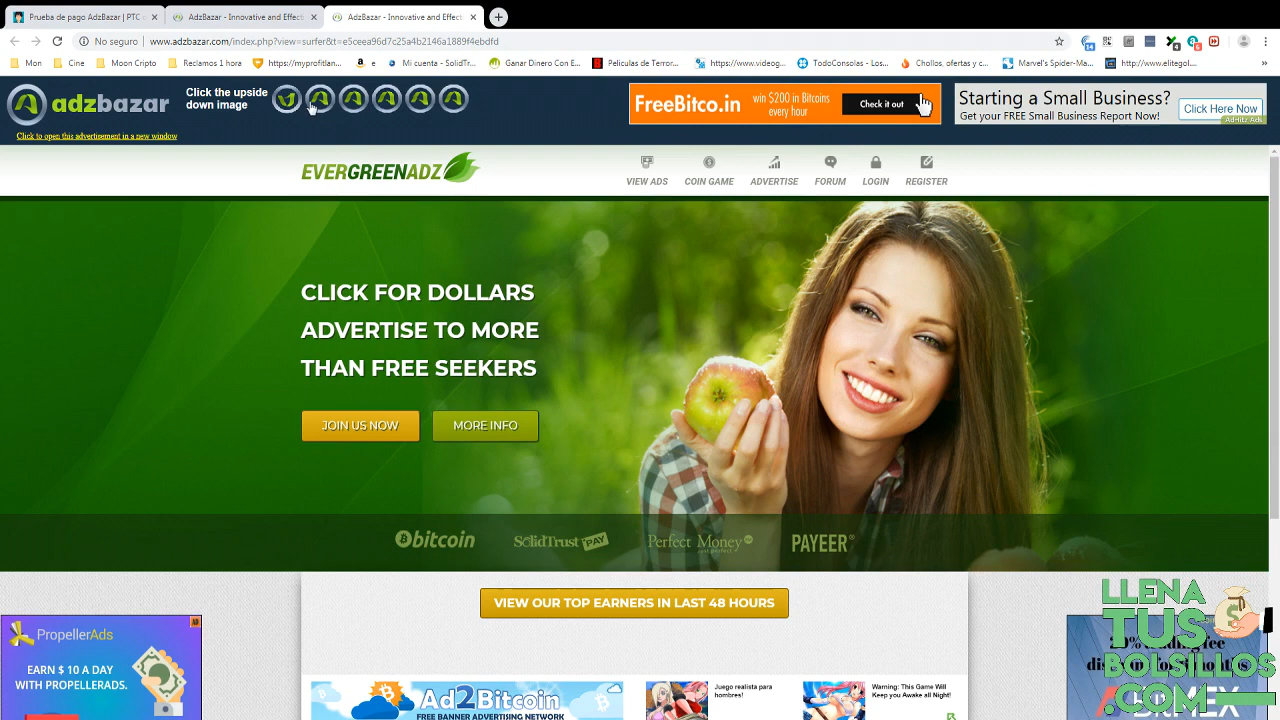 Prueba de pago AdzBazar | PTC
AdzBazar - Innovative and Effecti
AdzBazar - Innovative and Effecti
No seguro | www.adzbazar.com/index.php?view=surfer&t=e5ceea96d7c25a4b2146a1889f4ebdfd
Mon
Cine
Mon Cripto
Reclamos 1 hora
https://myprofitlan...
e
Mi cuenta - SolidTr...
Ganar Dinero Con E...
Películas de Terror...
https://www.videog...
TodoConsolas - Los...
Chollos, ofertas y c...
Marvel's Spider-Ma...
http://www.elitegol...
adzbazar
Click the upside
down image
Click to open this advertisement in a new window
FreeBitco.in
win $200 in Bitcoins
every hour
Check it out
Starting a Small Business?
Get your FREE Small Business Report Now!
Click Here Now
AdHitz Ads
EVERGREENADZ
VIEW ADS
COIN GAME
ADVERTISE
FORUM
LOGIN
REGISTER
CLICK FOR DOLLARS
ADVERTISE TO MORE
THAN FREE SEEKERS
JOIN US NOW
MORE INFO
bitcoin
SolidTrust PAY
Perfect Money
PAYEER
VIEW OUR TOP EARNERS IN LAST 48 HOURS
PropellerAds
EARN $ 10 A DAY
WITH PROPELLERADS.
Ad2Bitcoin
FREE BANNER ADVERTISING NETWORK
Juego realista para
hombres!
Warning: This Game Will
Keep you Awake all Night!
LLENA
TUS
BOLSILLOS
.COM